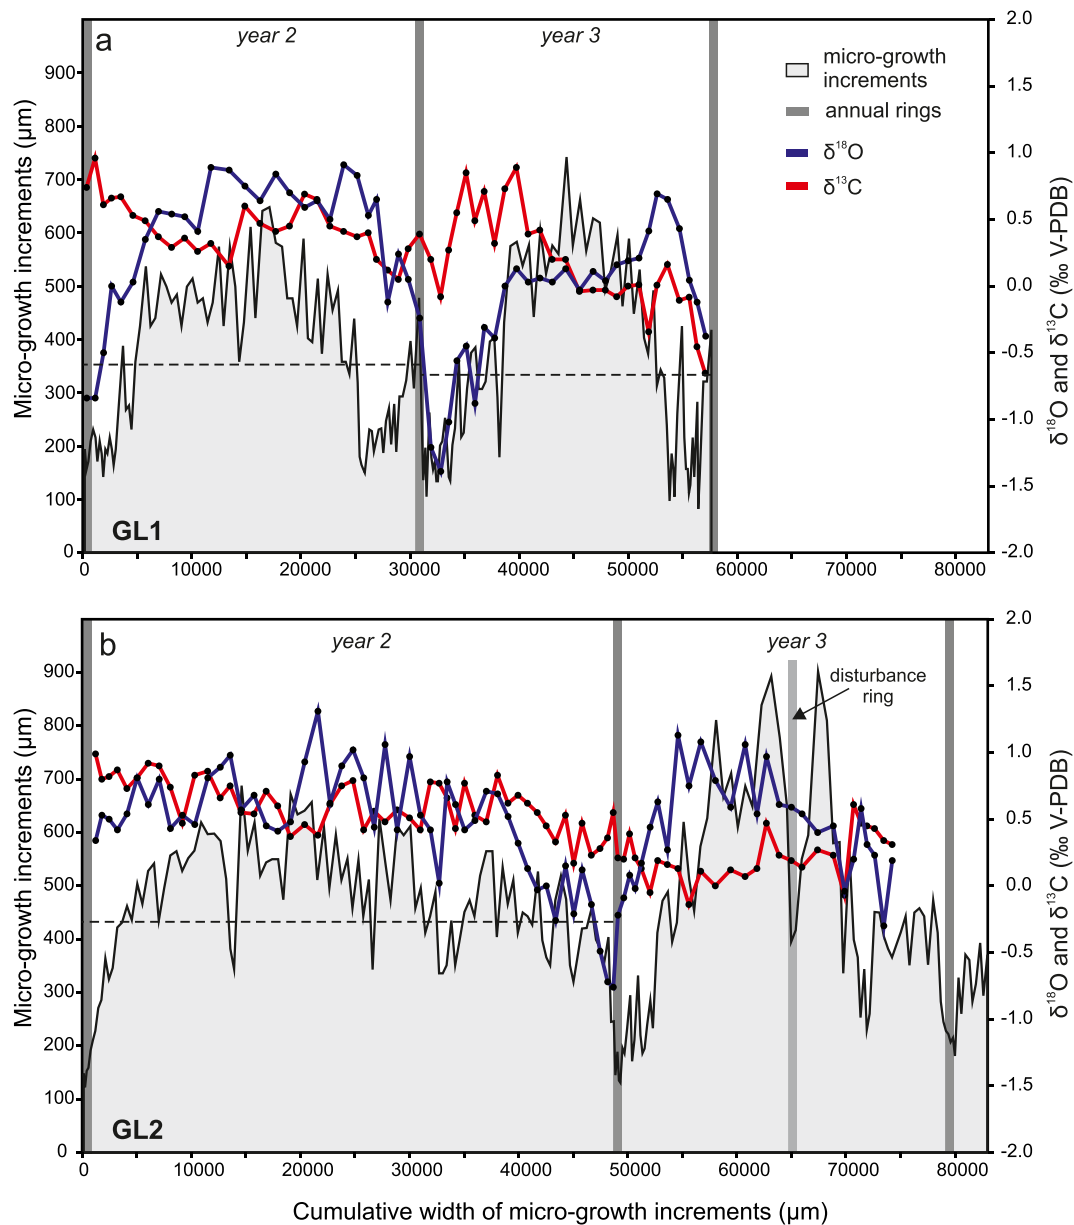 a
year 2
year 3
2.0
900
800
700
600
500
400
300
200
100
0
Micro-growth increments (µm)
micro-growth
increments
annual rings
δ¹⁸O
δ¹³C
1.5
1.0
0.5
0.0
-0.5
-1.0
-1.5
-2.0
δ¹⁸O and δ¹³C (‰ V-PDB)
GL1
0 10000 20000 30000 40000 50000 60000 70000 80000
b
year 2
year 3
2.0
900
800
700
600
500
400
300
200
100
0
Micro-growth increments (µm)
disturbance
ring
1.5
1.0
0.5
0.0
-0.5
-1.0
-1.5
-2.0
δ¹⁸O and δ¹³C (‰ V-PDB)
GL2
0 10000 20000 30000 40000 50000 60000 70000 80000
Cumulative width of micro-growth increments (µm)